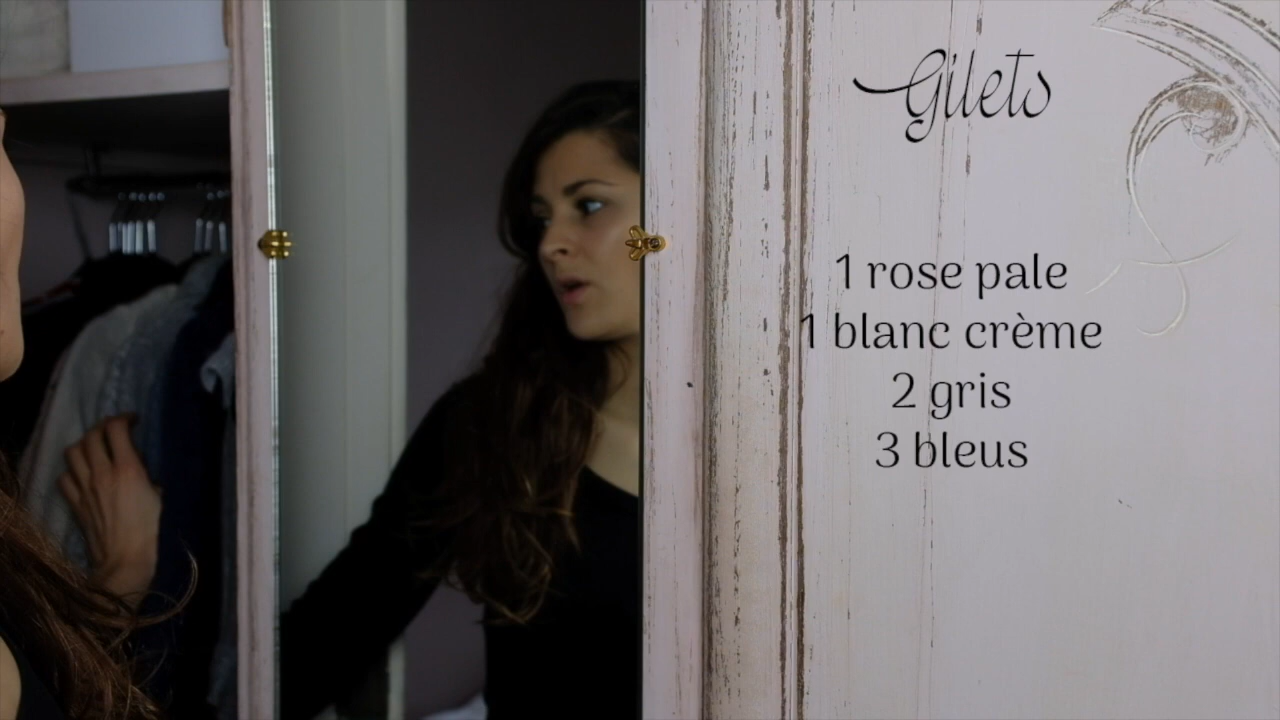 Gilets
1 rose pale
1 blanc crème
2 gris
3 bleus